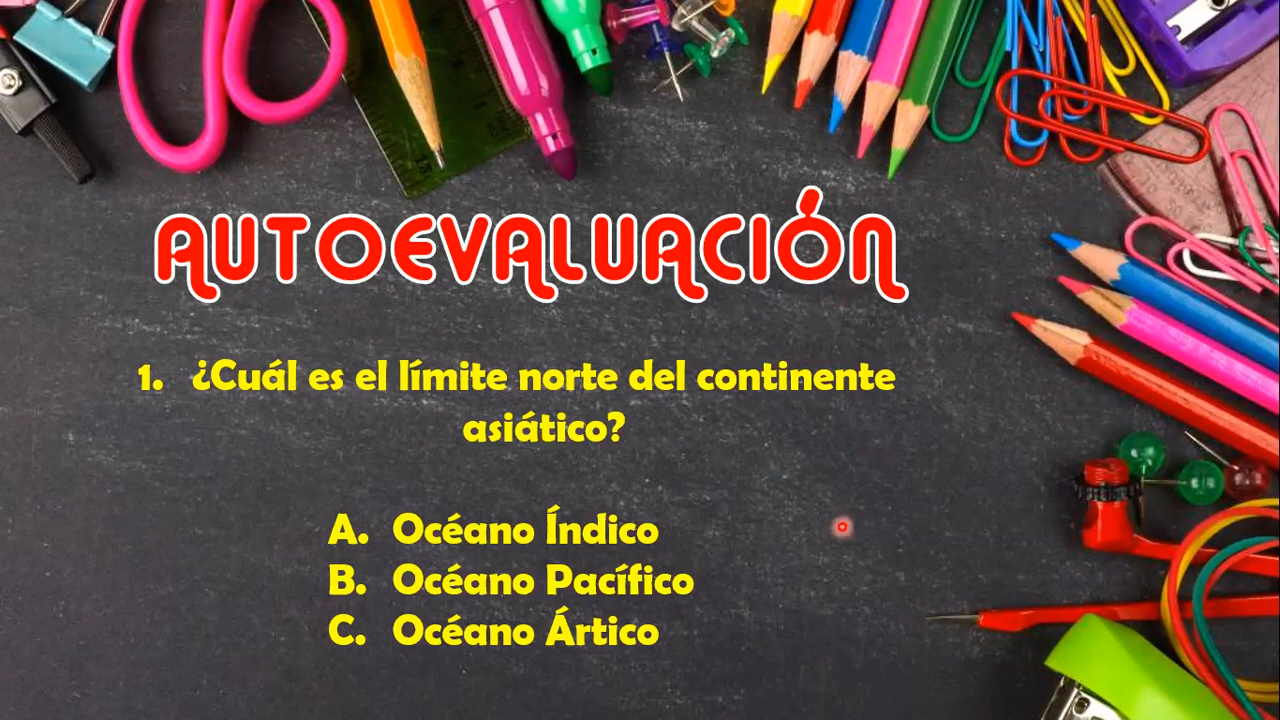 AUTOEVALUACIÓN
1. ¿Cuál es el límite norte del continente
asiático?
A. Océano Índico
B. Océano Pacífico
C. Océano Ártico